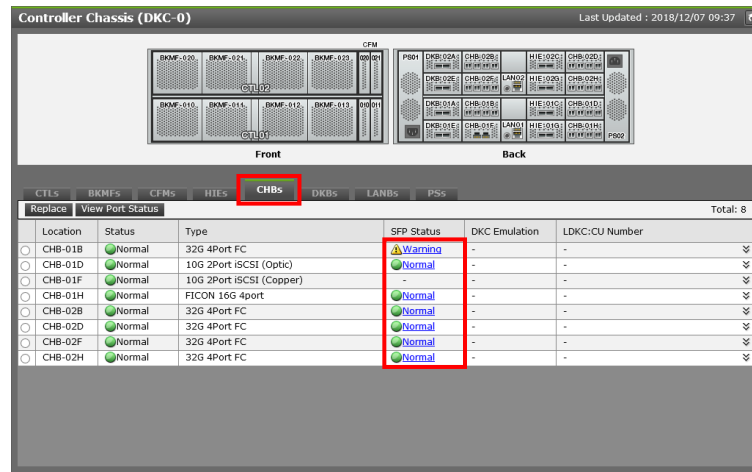 Controller Chassis (DKC-0) Last Updated : 2018/12/07 09:37
CFM
BKMF-020 BKMF-021 BKMF-022 BKMF-023 020 021
CTL02
BKMF-010 BKMF-011 BKMF-012 BKMF-013 010 011
CTL01
Front
PS01 DKB:02A CHB:02B HIE:02C CHB:02D
DKB:02E CHB:02F LAN02 HIE:02G CHB:02H
DKB:01A CHB:01B HIE:01C CHB:01D
DKB:01E CHB:01F LAN01 HIE:01G CHB:01H PS02
Back
CTLs BKMFs CFMs HIEs CHBs DKBs LANBs PSs
Replace View Port Status Total: 8
Location Status Type SFP Status DKC Emulation LDKC:CU Number
CHB-01B Normal 32G 4Port FC Warning - -
CHB-01D Normal 10G 2Port iSCSI (Optic) Normal - -
CHB-01F Normal 10G 2Port iSCSI (Copper) - - -
CHB-01H Normal FICON 16G 4port Normal - -
CHB-02B Normal 32G 4Port FC Normal - -
CHB-02D Normal 32G 4Port FC Normal - -
CHB-02F Normal 32G 4Port FC Normal - -
CHB-02H Normal 32G 4Port FC Normal - -